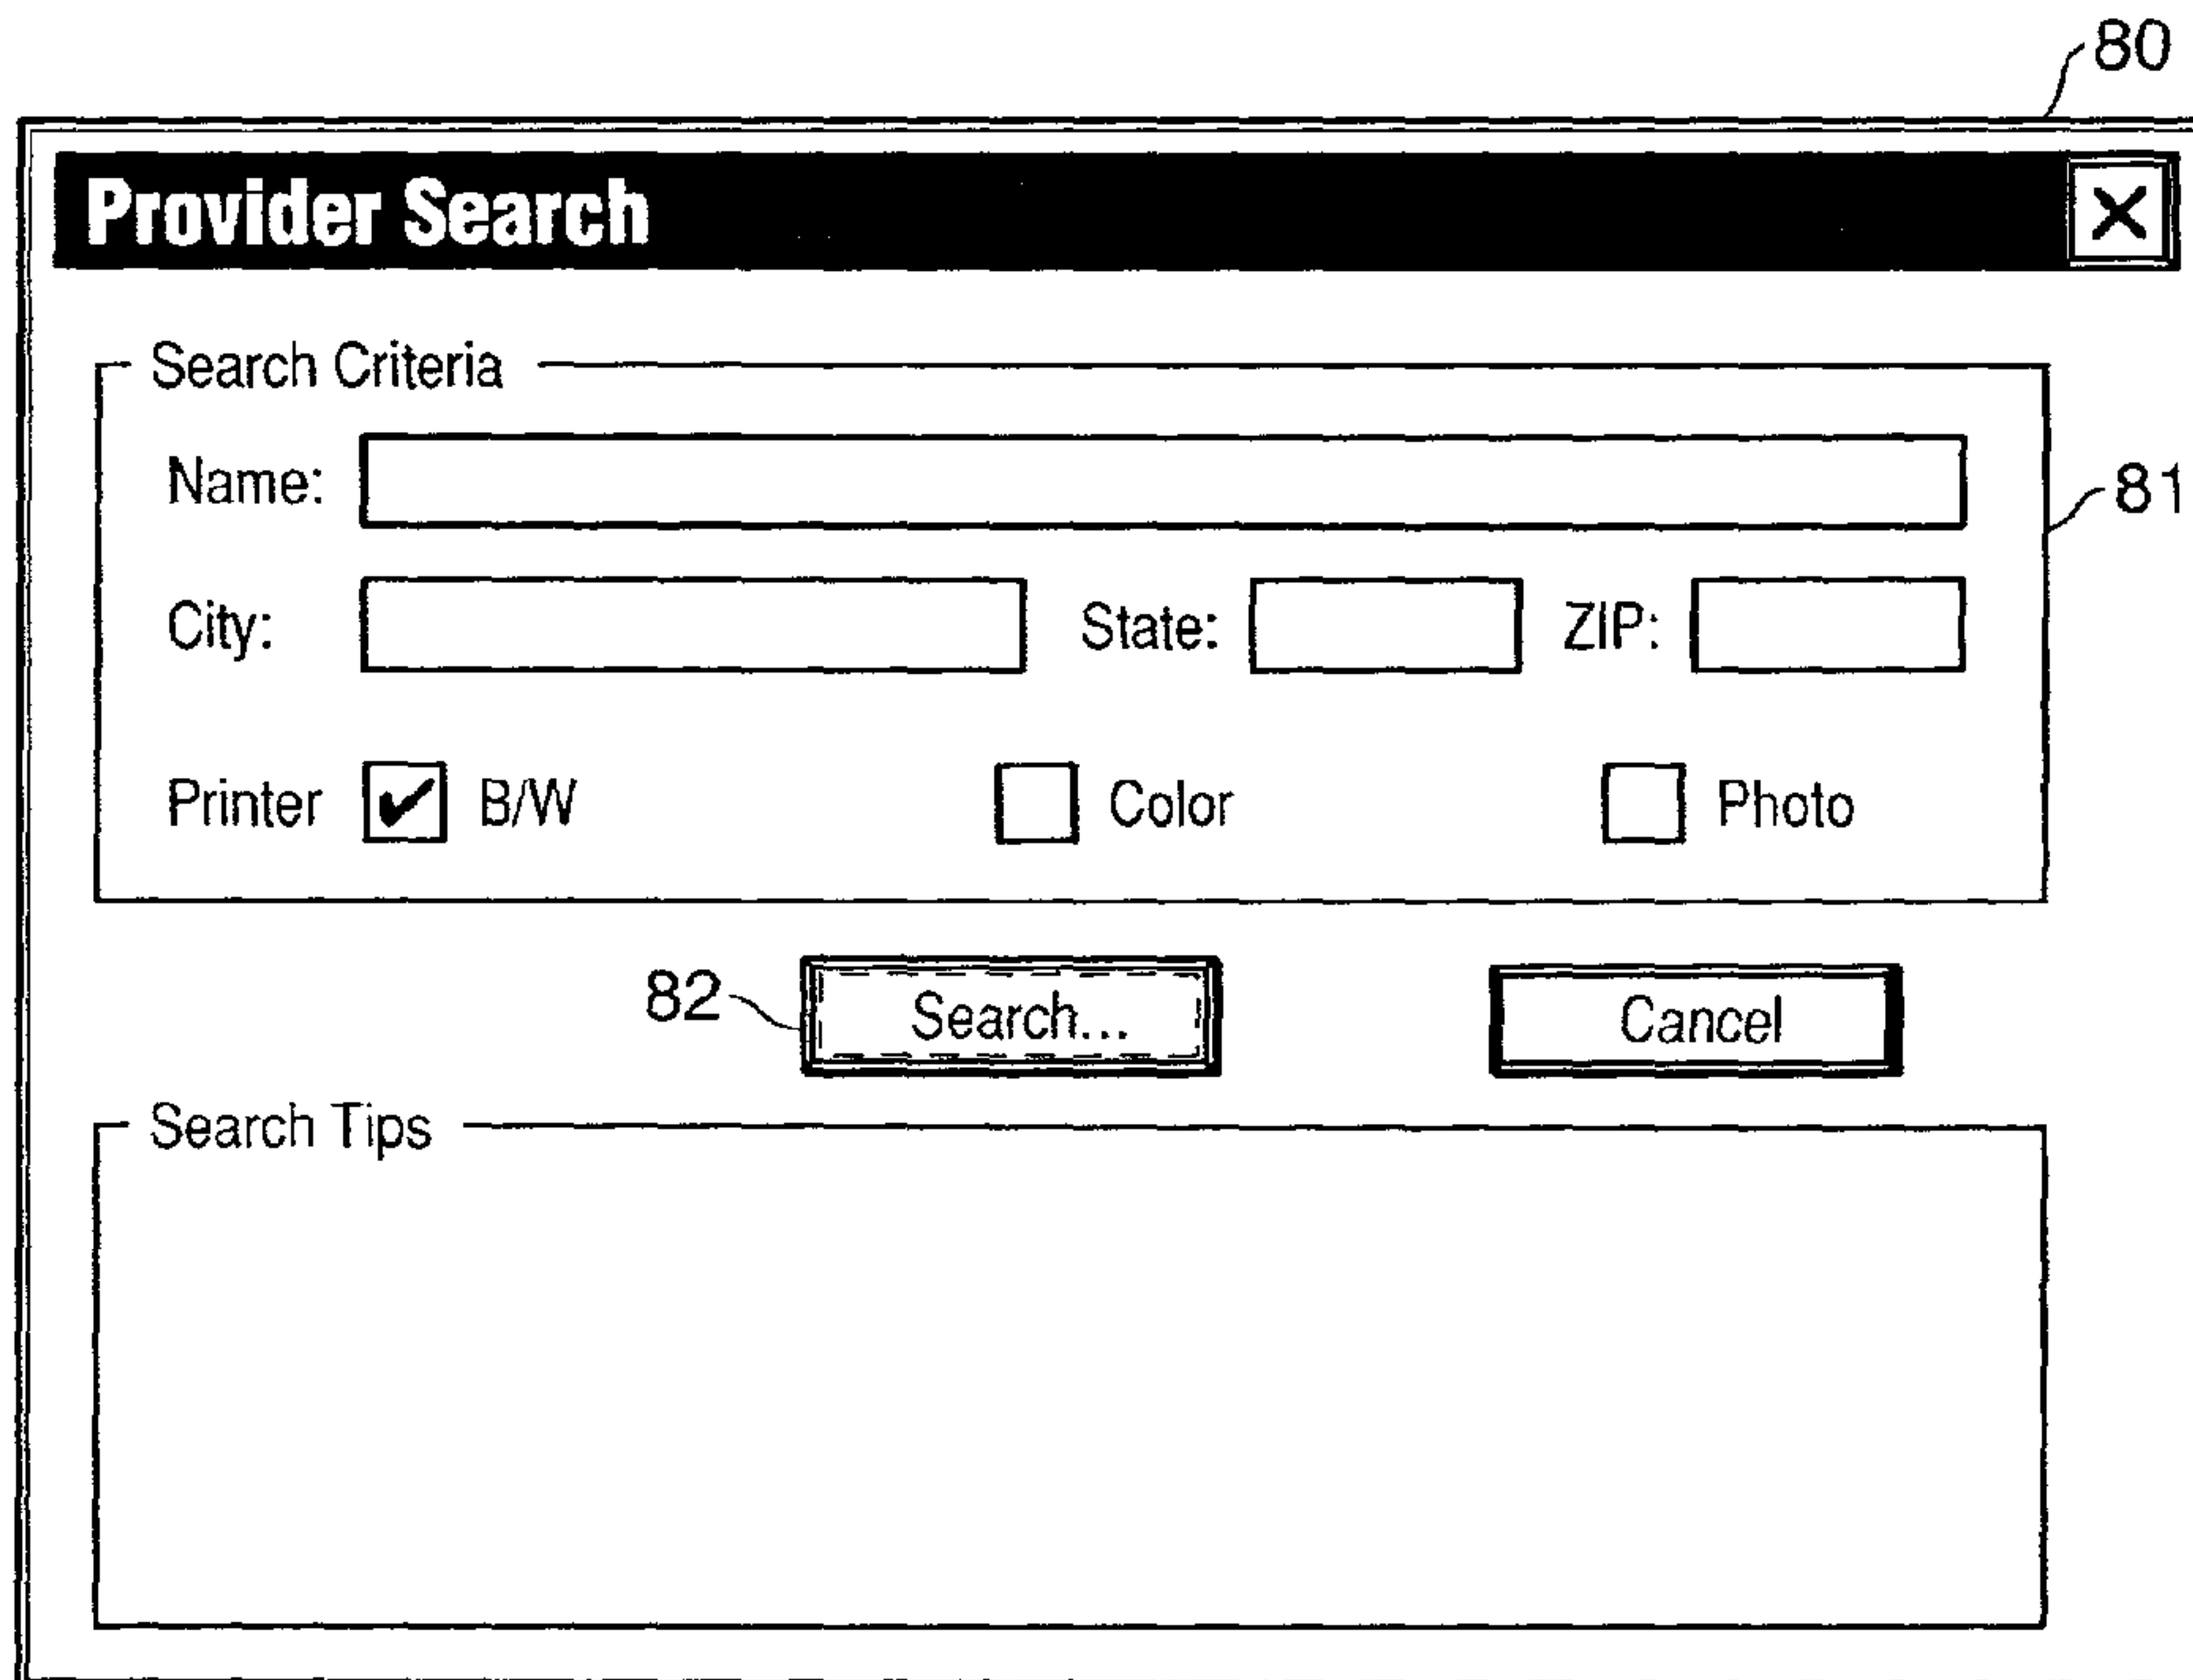 80
Provider Search
Search Criteria
Name:
81
City: State: ZIP:
Printer B/W Color Photo
82
Search... Cancel
Search Tips